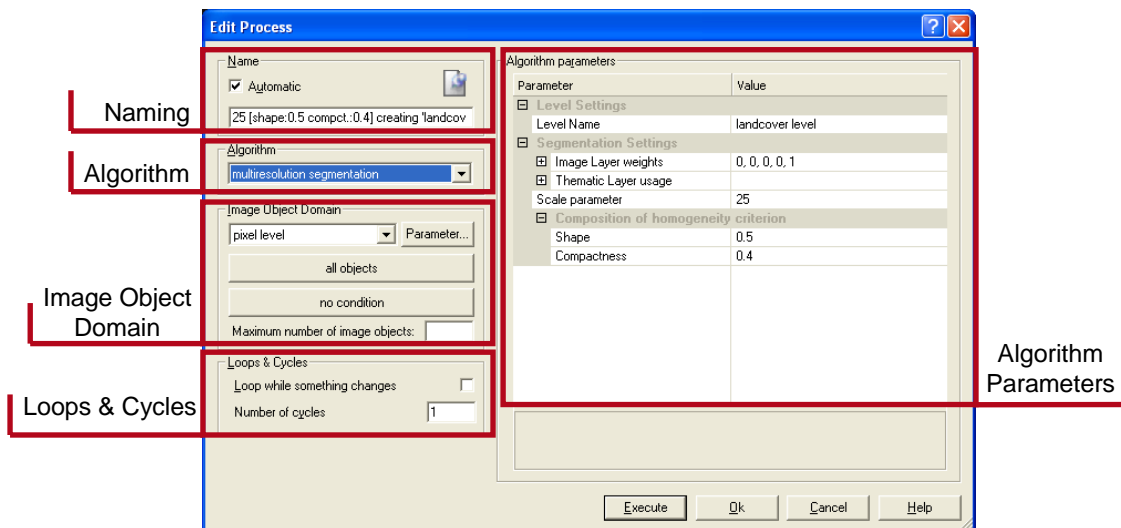 Edit Process
Naming
Name
Automatic
25 [shape:0.5 compct.:0.4] creating 'landcov
Algorithm
Algorithm
multiresolution segmentation
Image Object
Domain
Image Object Domain
pixel level
Parameter...
all objects
no condition
Maximum number of image objects:
Loops & Cycles
Loops & Cycles
Loop while something changes
Number of cycles
1
Algorithm parameters
Parameter Value
Level Settings
Level Name landcover level
Segmentation Settings
Image Layer weights 0, 0, 0, 0, 1
Thematic Layer usage
Scale parameter 25
Composition of homogeneity criterion
Shape 0.5
Compactness 0.4
Algorithm
Parameters
Execute Ok Cancel Help